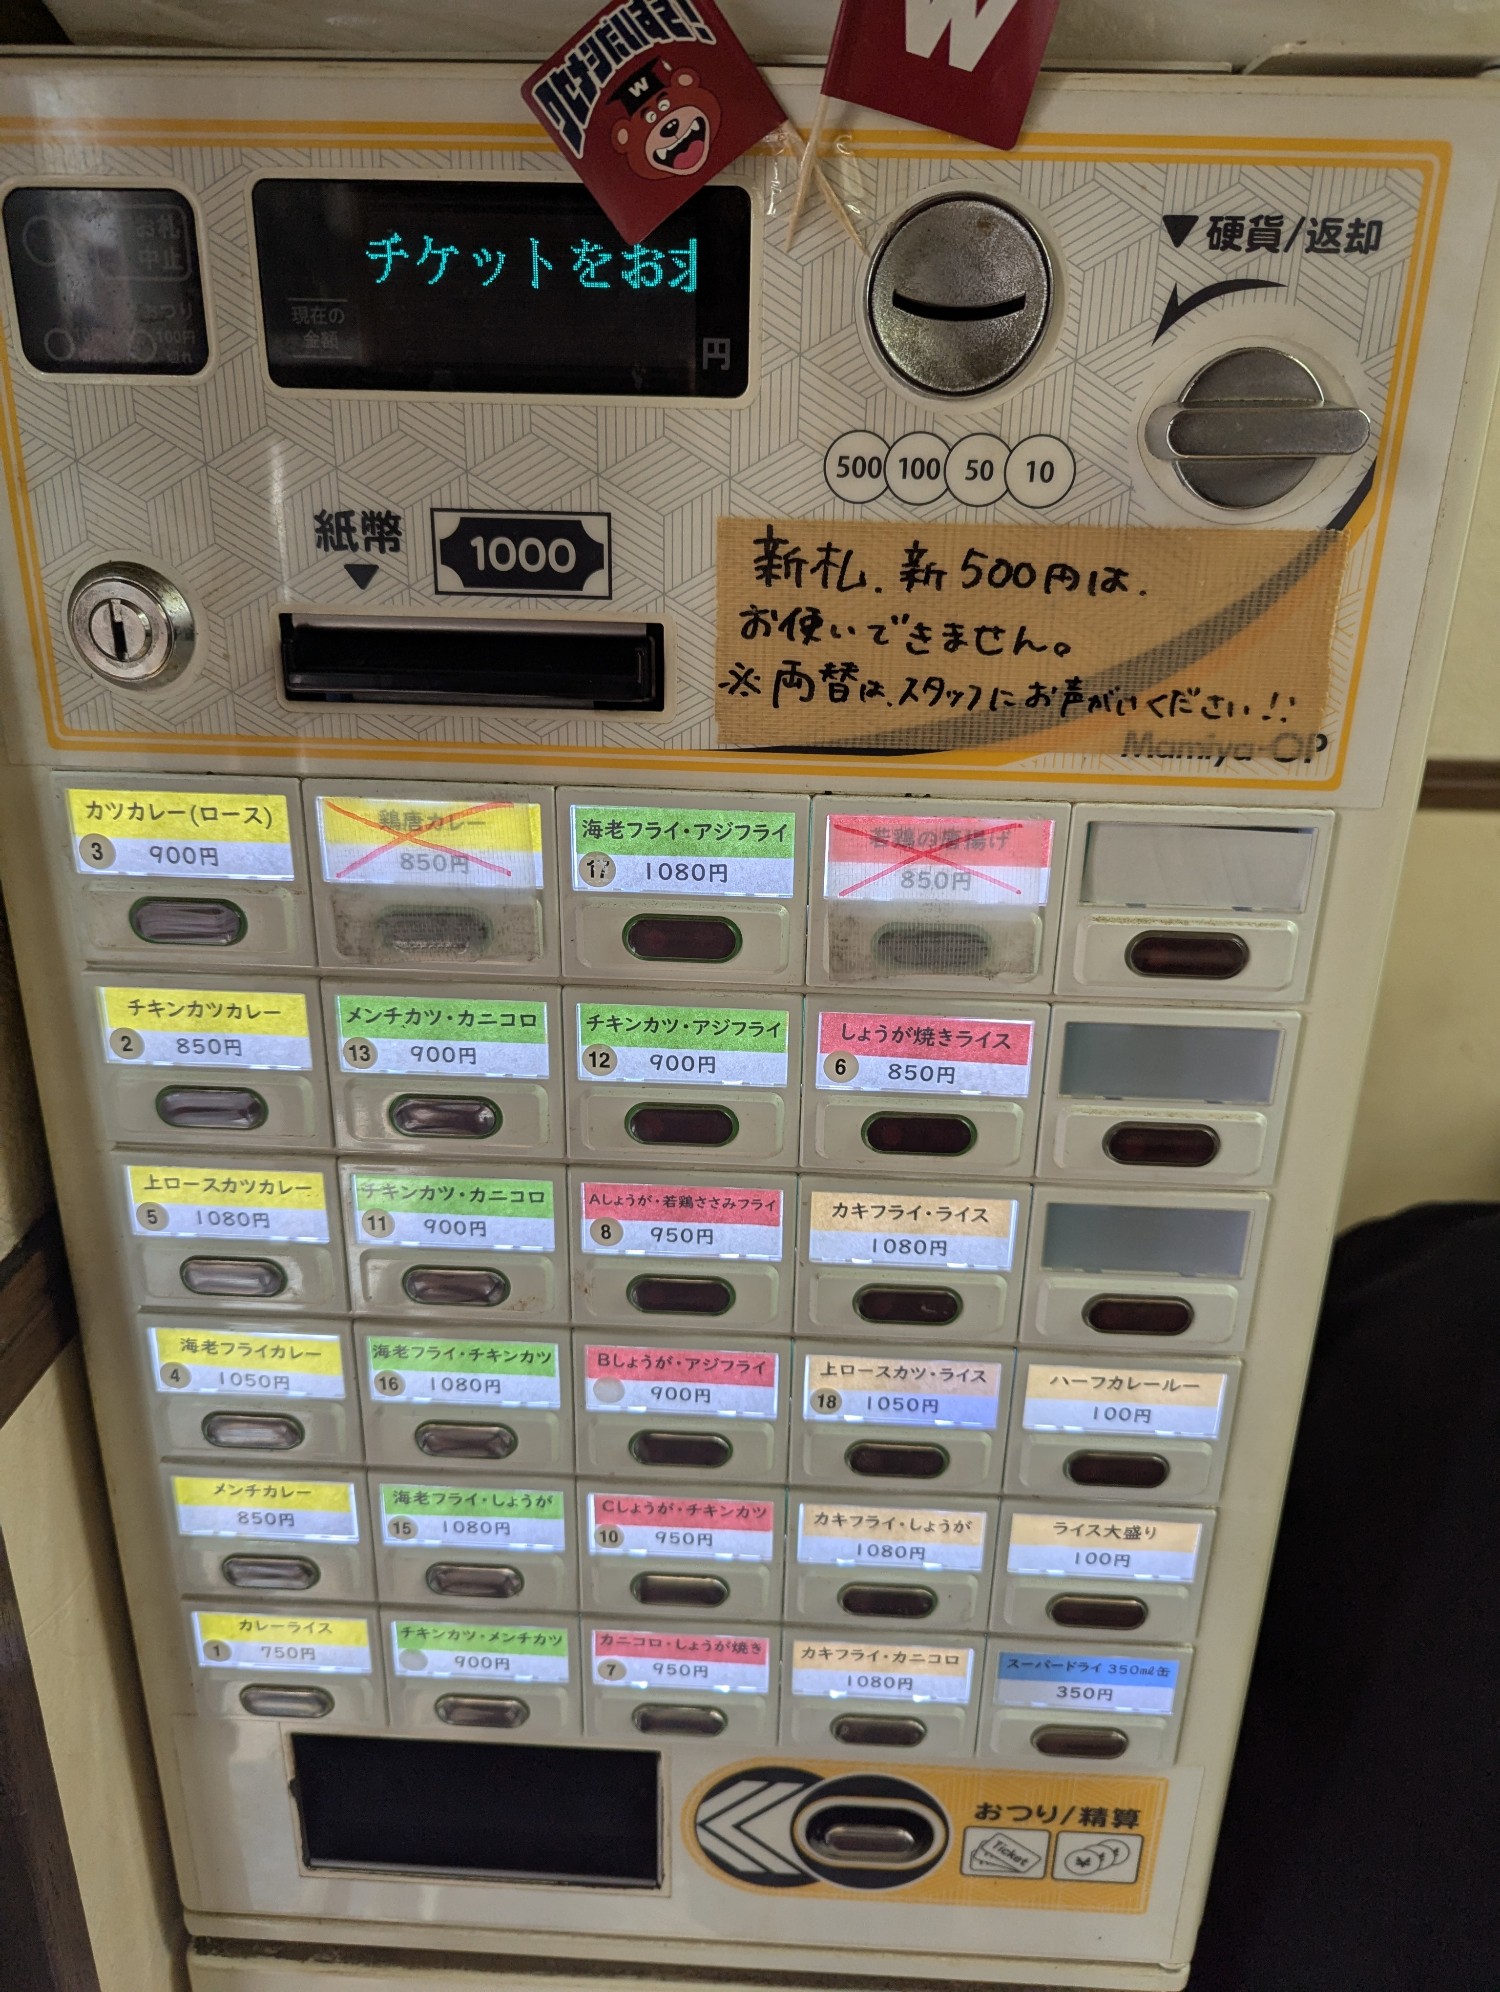 ワセメシだいすき!
W
W
お札
中止
おつり
チケットをお
現在の
金額
円
硬貨/返却
500 100 50 10
紙幣
1000
新札、新500円は、
お使いできません。
※両替は、スタッフにお声がけください!!
Mamiya-OP
カツカレー(ロース)
3 900円
鶏唐カレー
850円
海老フライ・アジフライ
17 1080円
若鶏の唐揚げ
850円
チキンカツカレー
2 850円
メンチカツ・カニコロ
13 900円
チキンカツ・アジフライ
12 900円
しょうが焼きライス
6 850円
上ロースカツカレー
5 1080円
チキンカツ・カニコロ
11 900円
Aしょうが・若鶏ささみフライ
8 950円
カキフライ・ライス
1080円
海老フライカレー
4 1050円
海老フライ・チキンカツ
16 1080円
Bしょうが・アジフライ
900円
上ロースカツ・ライス
18 1050円
ハーフカレールー
100円
メンチカレー
850円
海老フライ・しょうが
15 1080円
Cしょうが・チキンカツ
10 950円
カキフライ・しょうが
1080円
ライス大盛り
100円
カレーライス
1 750円
チキンカツ・メンチカツ
900円
カニコロ・しょうが焼き
7 950円
カキフライ・カニコロ
1080円
スーパードライ 350ml缶
350円
おつり/精算
Ticket